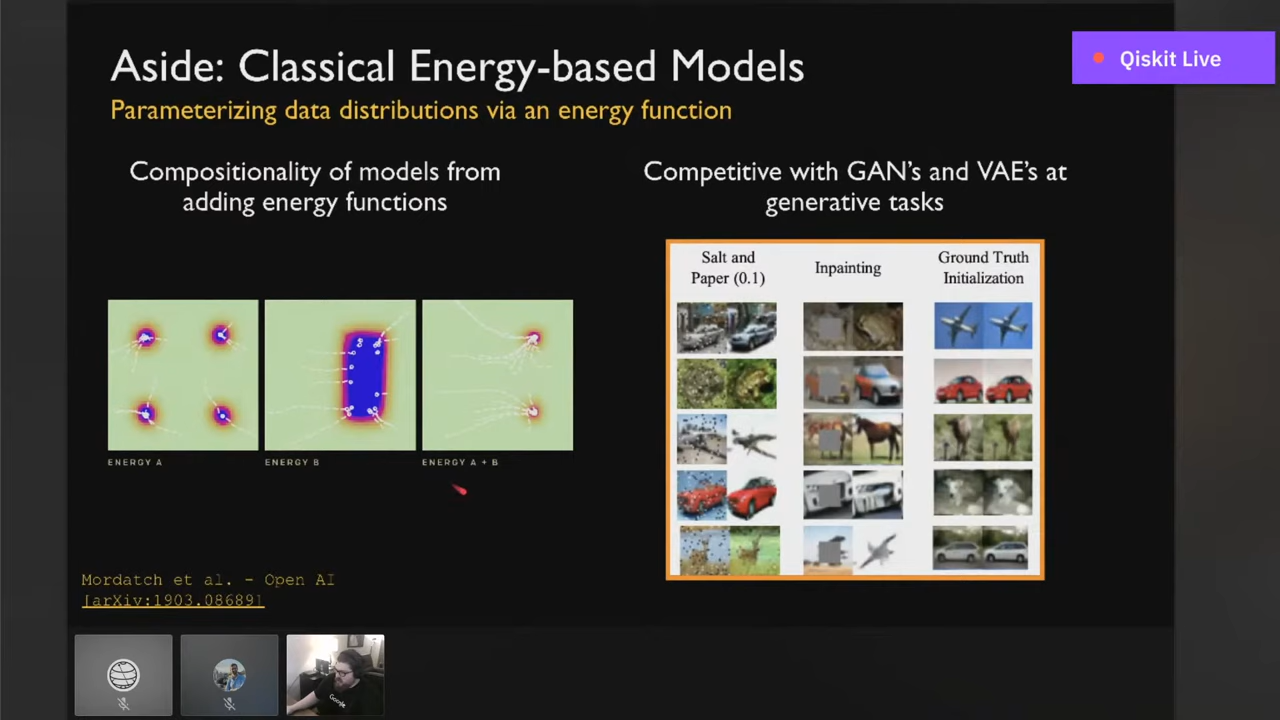 Aside: Classical Energy-based Models
Parameterizing data distributions via an energy function
Qiskit Live
Compositionality of models from
adding energy functions
ENERGY A
ENERGY B
ENERGY A + B
Competitive with GAN's and VAE's at
generative tasks
Salt and
Paper (0.1)
Inpainting
Ground Truth
Initialization
Mordatch et al. - Open AI
[arXiv:1903.08689]
Google